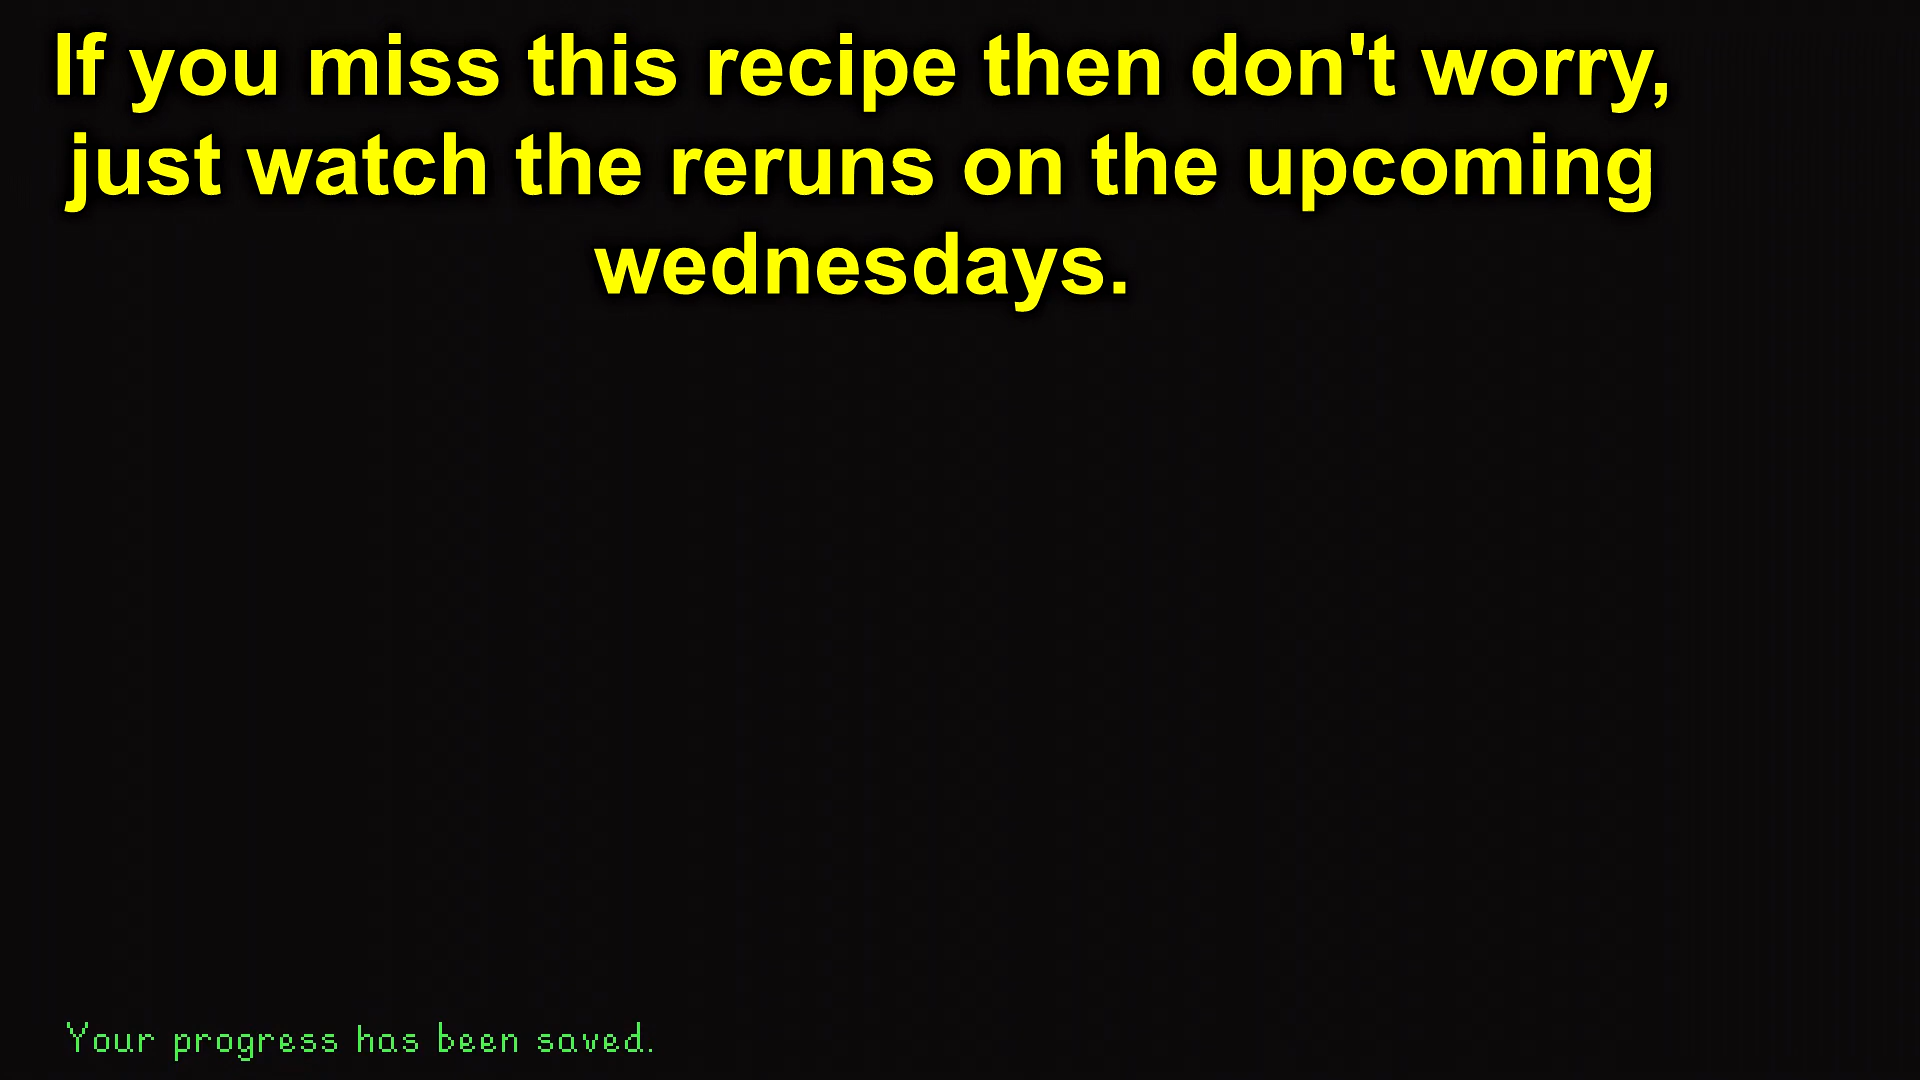 If you miss this recipe then don't worry,
just watch the reruns on the upcoming
wednesdays.
Your progress has been saved.